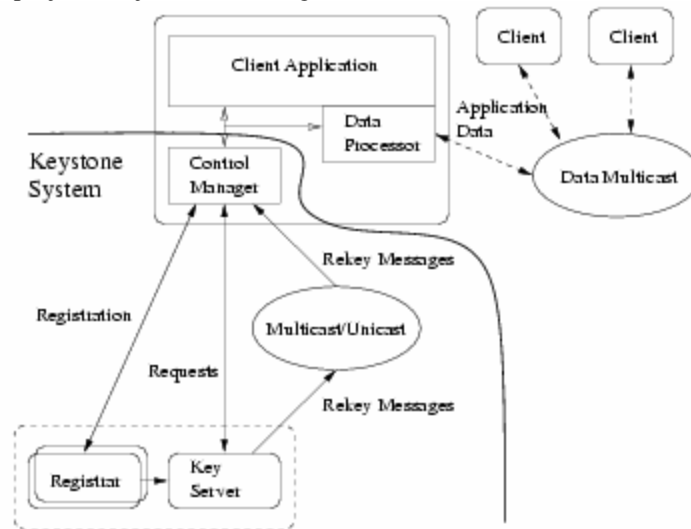 Client Application
Client
Client
Application
Data
Data
Processor
Keystone
System
Control
Manager
Data Multicast
Rekey Messages
Registration
Multicast/Unicast
Requests
Rekey Messages
Registrar
Key
Server